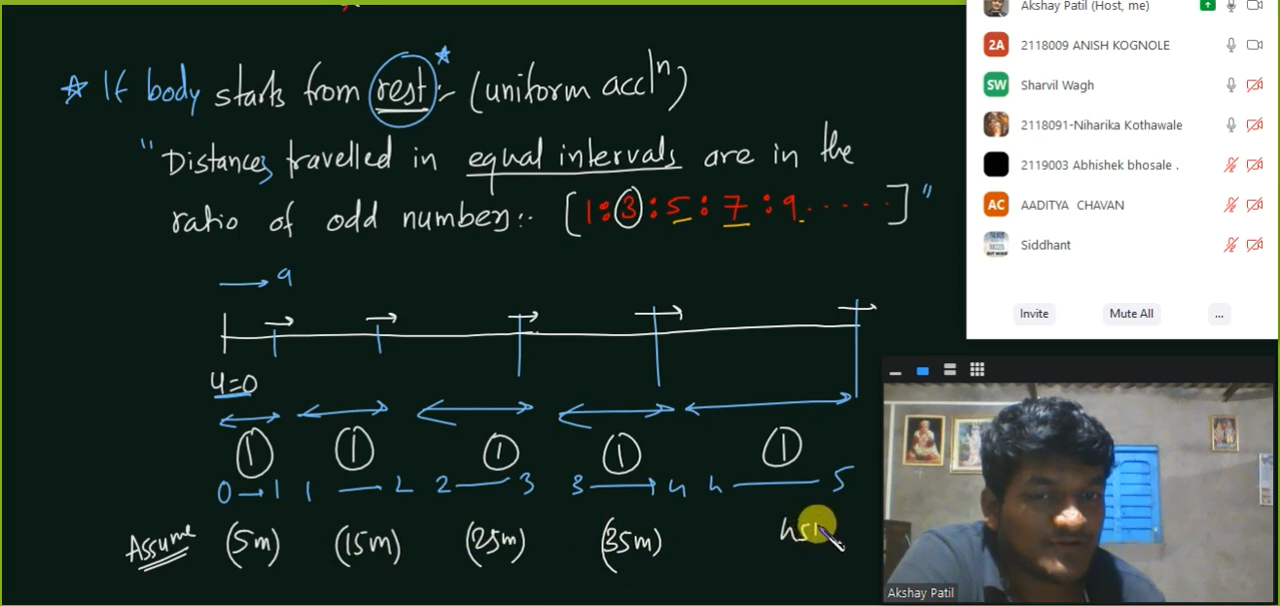 ☆ If body starts from rest* :- (uniform accl^n)
"Distances travelled in equal intervals are in the
ratio of odd numbers:- [1:3:5:7:9......]"
→ a
u=0
① ① ① ① ①
0→1 1—2 2—3 3→4 4—5
Assume (5m) (15m) (25m) (35m) 45
Akshay Patil (Host, me)
2A 2118009 ANISH KOGNOLE
SW Sharvil Wagh
2118091-Niharika Kothawale
2119003 Abhishek bhosale .
AC AADITYA CHAVAN
Siddhant
Invite Mute All ...
Akshay Patil